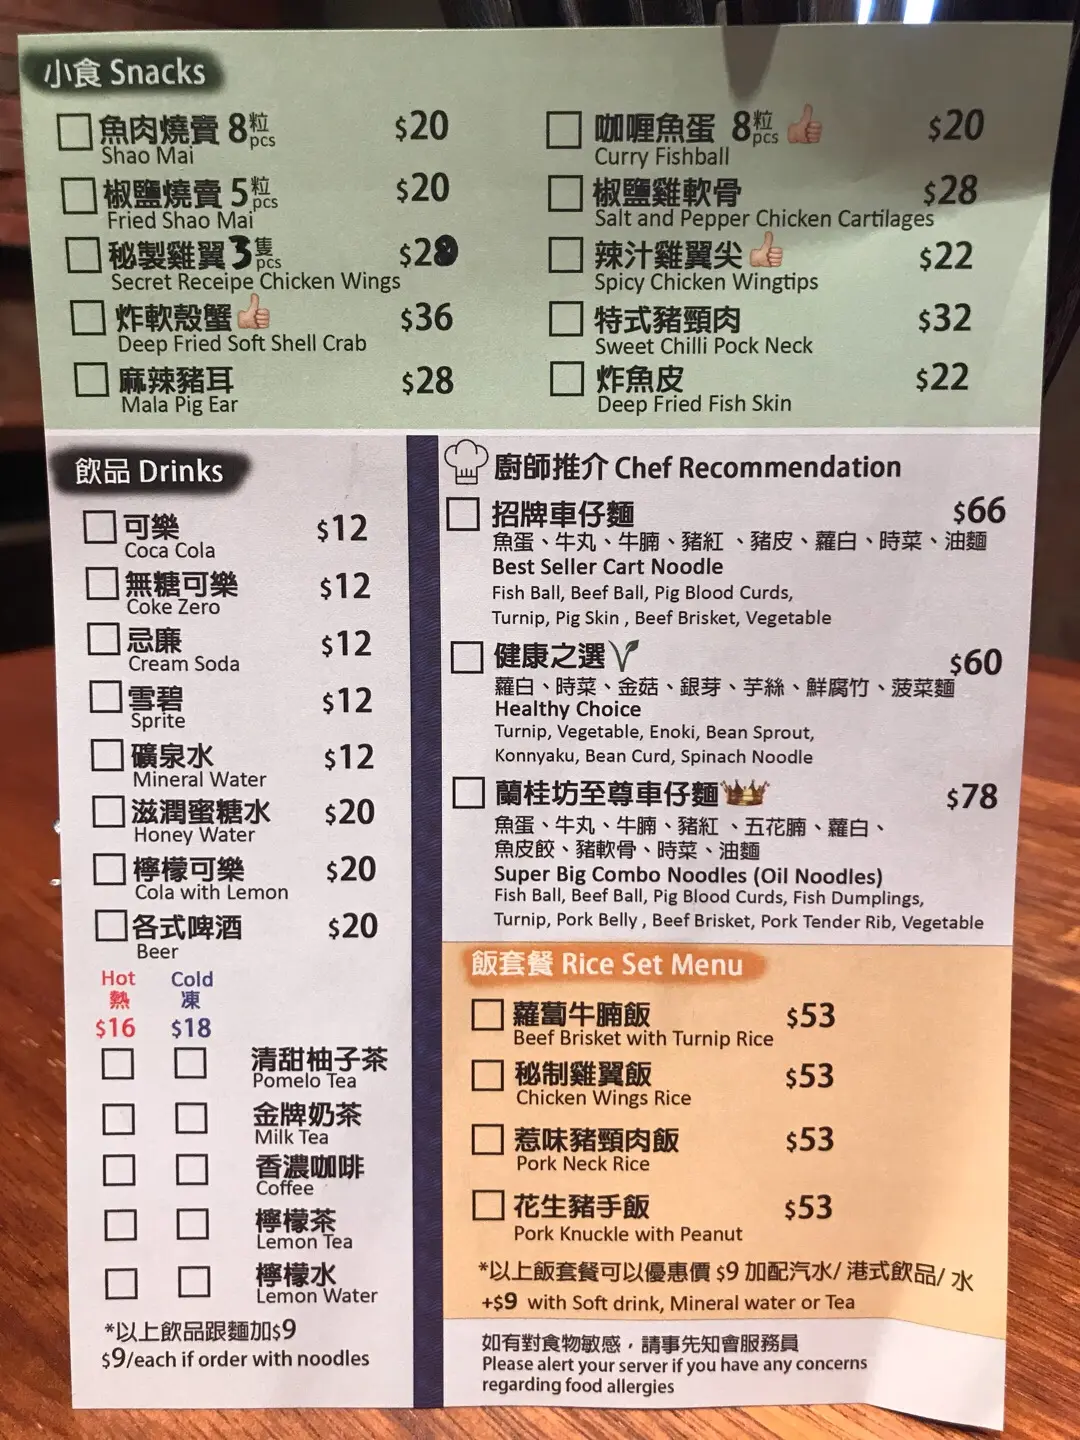 小食 Snacks
魚肉燒賣 8粒 pcs $20
Shao Mai
椒鹽燒賣 5粒 pcs $20
Fried Shao Mai
秘製雞翼 3隻 pcs $28
Secret Receipe Chicken Wings
炸軟殼蟹 $36
Deep Fried Soft Shell Crab
麻辣豬耳 $28
Mala Pig Ear
咖喱魚蛋 8粒 pcs $20
Curry Fishball
椒鹽雞軟骨 $28
Salt and Pepper Chicken Cartilages
辣汁雞翼尖 $22
Spicy Chicken Wingtips
特式豬頸肉 $32
Sweet Chilli Pock Neck
炸魚皮 $22
Deep Fried Fish Skin
飲品 Drinks
可樂 $12
Coca Cola
無糖可樂 $12
Coke Zero
忌廉 $12
Cream Soda
雪碧 $12
Sprite
礦泉水 $12
Mineral Water
滋潤蜜糖水 $20
Honey Water
檸檬可樂 $20
Cola with Lemon
各式啤酒 $20
Beer
Hot Cold
熱 凍
$16 $18
清甜柚子茶
Pomelo Tea
金牌奶茶
Milk Tea
香濃咖啡
Coffee
檸檬茶
Lemon Tea
檸檬水
Lemon Water
*以上飲品跟麵加$9
$9/each if order with noodles
廚師推介 Chef Recommendation
招牌車仔麵 $66
魚蛋、牛丸、牛腩、豬紅、豬皮、蘿白、時菜、油麵
Best Seller Cart Noodle
Fish Ball, Beef Ball, Pig Blood Curds,
Turnip, Pig Skin , Beef Brisket, Vegetable
健康之選 $60
蘿白、時菜、金菇、銀芽、芋絲、鮮腐竹、菠菜麵
Healthy Choice
Turnip, Vegetable, Enoki, Bean Sprout,
Konnyaku, Bean Curd, Spinach Noodle
蘭桂坊至尊車仔麵 $78
魚蛋、牛丸、牛腩、豬紅、五花腩、蘿白、
魚皮餃、豬軟骨、時菜、油麵
Super Big Combo Noodles (Oil Noodles)
Fish Ball, Beef Ball, Pig Blood Curds, Fish Dumplings,
Turnip, Pork Belly , Beef Brisket, Pork Tender Rib, Vegetable
飯套餐 Rice Set Menu
蘿蔔牛腩飯 $53
Beef Brisket with Turnip Rice
秘制雞翼飯 $53
Chicken Wings Rice
惹味豬頸肉飯 $53
Pork Neck Rice
花生豬手飯 $53
Pork Knuckle with Peanut
*以上飯套餐可以優惠價 $9 加配汽水/ 港式飲品/ 水
+$9 with Soft drink, Mineral water or Tea
如有對食物敏感，請事先知會服務員
Please alert your server if you have any concerns
regarding food allergies